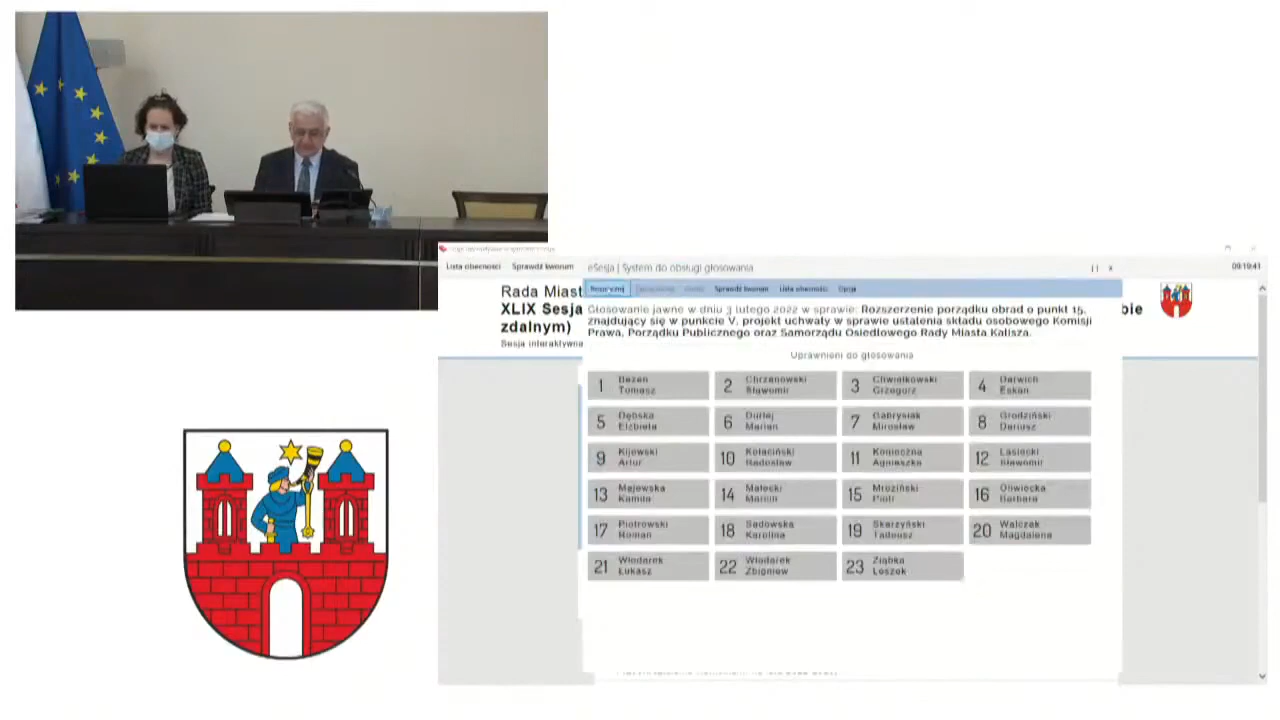 Lista obecności Sprawdź kworum eSesja | System do obsługi głosowania 09:19:41
Rozpocznij Sprawdź kworum Lista obecności Opcje
Rada Miast
XLIX Sesja
bie
zdalnym)
Sesja interaktywna
Głosowanie jawne w dniu 3 lutego 2022 w sprawie: Rozszerzenie porządku obrad o punkt 15,
znajdujący się w punkcie V, projekt uchwały w sprawie ustalenia składu osobowego Komisji
Prawa, Porządku Publicznego oraz Samorządu Osiedlowego Rady Miasta Kalisza.
Uprawnieni do głosowania
1 Bezen Tomasz
2 Chrzanowski Sławomir
3 Chwiałkowski Grzegorz
4 Darwich Eskan
5 Dębska Elżbieta
6 Durlej Marian
7 Gabrysiak Mirosław
8 Grodziński Dariusz
9 Kijewski Artur
10 Kołaciński Radosław
11 Konieczna Agnieszka
12 Lasiecki Sławomir
13 Majewska Kamila
14 Małecki Marcin
15 Mroziński Piotr
16 Oliwiecka Barbara
17 Piotrowski Roman
18 Sadowska Karolina
19 Skarżyński Tadeusz
20 Walczak Magdalena
21 Włodarek Łukasz
22 Włodarek Zbigniew
23 Ziąbka Leszek